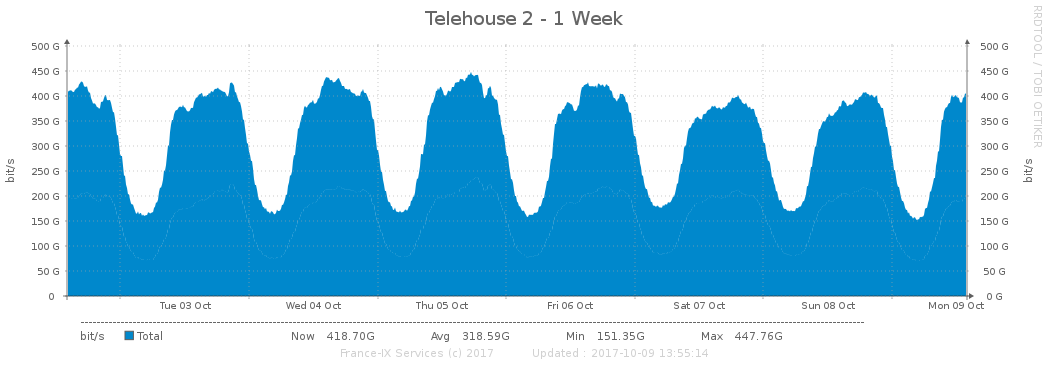 Telehouse 2 - 1 Week
RRDTOOL / TOBI OETIKER
500 G 500 G
450 G 450 G
400 G 400 G
350 G 350 G
300 G 300 G
250 G 250 G
200 G 200 G
150 G 150 G
100 G 100 G
50 G 50 G
0 0 G
bit/s
bit/s
Tue 03 Oct Wed 04 Oct Thu 05 Oct Fri 06 Oct Sat 07 Oct Sun 08 Oct Mon 09 Oct
bit/s Total Now 418.70G Avg 318.59G Min 151.35G Max 447.76G
France-IX Services (c) 2017 Updated : 2017-10-09 13:55:14